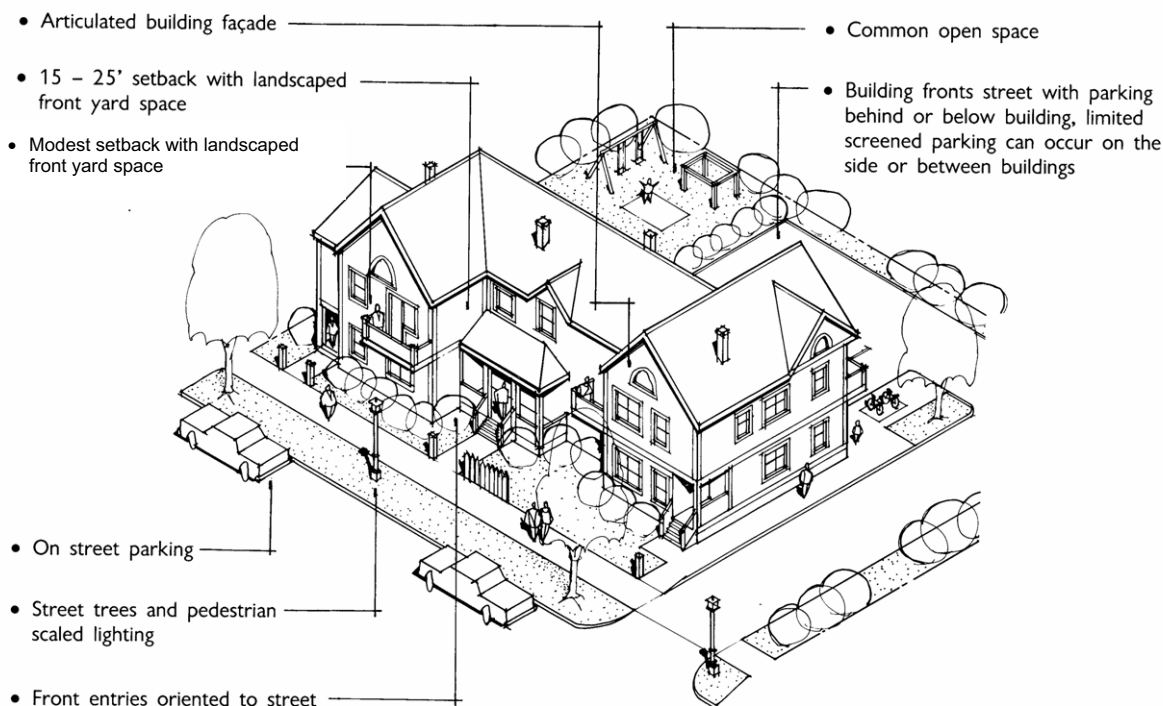 • Articulated building façade
• 15 – 25' setback with landscaped
front yard space
• Modest setback with landscaped
front yard space
• Common open space
• Building fronts street with parking
behind or below building, limited
screened parking can occur on the
side or between buildings
• On street parking
• Street trees and pedestrian
scaled lighting
• Front entries oriented to street